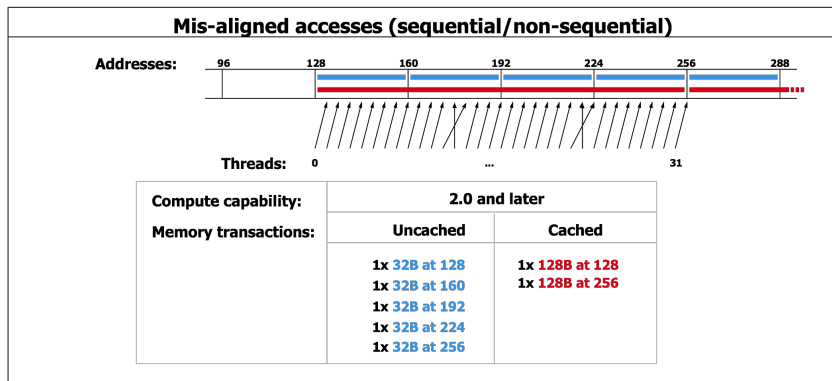 Mis-aligned accesses (sequential/non-sequential)
Addresses: 96 128 160 192 224 256 288
Threads: 0 ... 31
Compute capability: 2.0 and later
Memory transactions: Uncached Cached
1x 32B at 128 1x 128B at 128
1x 32B at 160 1x 128B at 256
1x 32B at 192
1x 32B at 224
1x 32B at 256